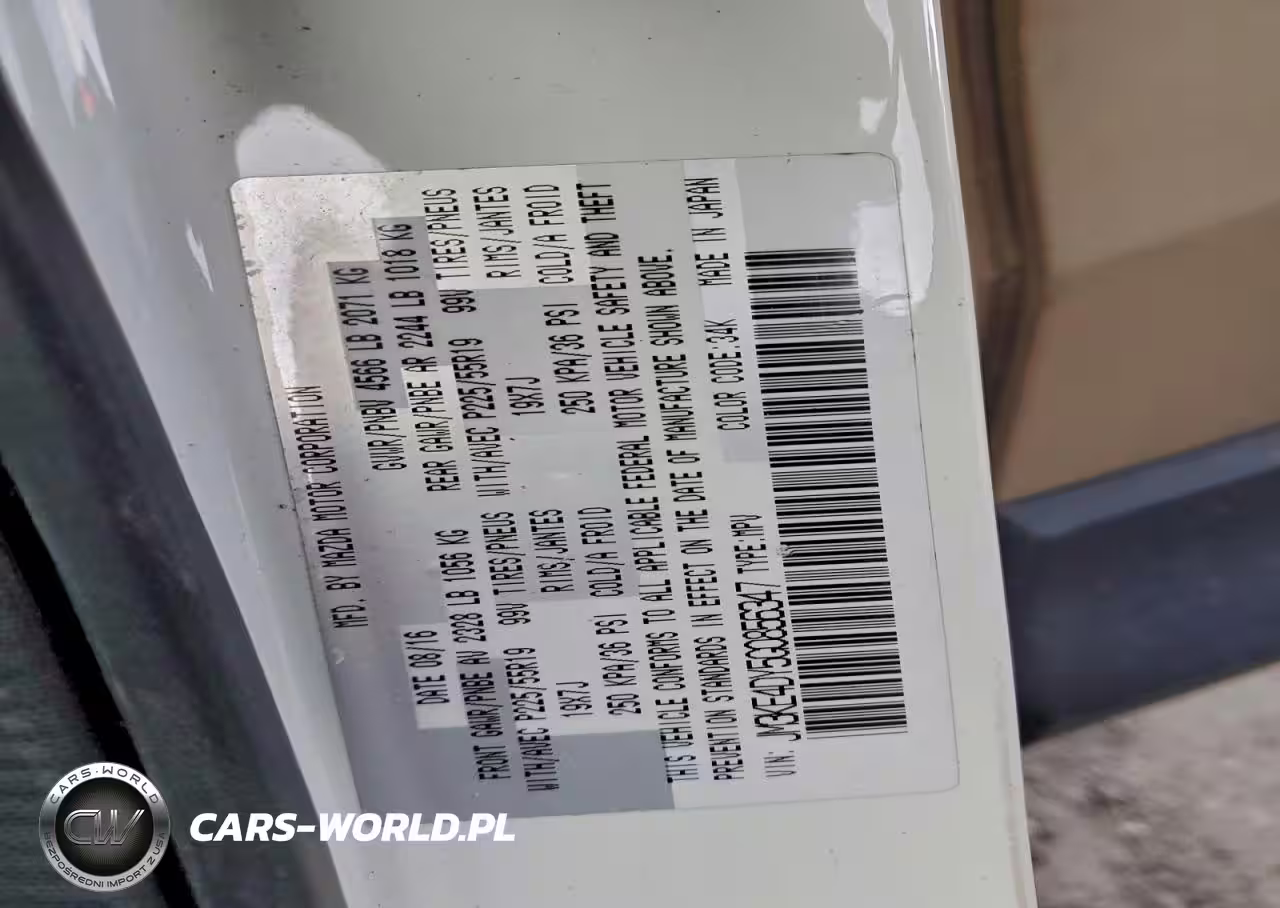 MFD. BY MAZDA MOTOR CORPORATION
DATE 08/16 GVWR/PNBV 4566 LB 2071 KG
FRONT GAWR/PNBE AV 2328 LB 1056 KG REAR GAWR/PNBE AR 2244 LB 1018 KG
WITH/AVEC P225/55R19 99V TIRES/PNEUS WITH/AVEC P225/55R19 99V TIRES/PNEUS
19X7J RIMS/JANTES 19X7J RIMS/JANTES
250 KPA/36 PSI COLD/A FROID 250 KPA/36 PSI COLD/A FROID
THIS VEHICLE CONFORMS TO ALL APPLICABLE FEDERAL MOTOR VEHICLE SAFETY AND THEFT
PREVENTION STANDARDS IN EFFECT ON THE DATE OF MANUFACTURE SHOWN ABOVE.
VIN: JM3KE4DY5G0856347 TYPE:MPV COLOR CODE:34K MADE IN JAPAN
CARS-WORLD
CW
BEZPOŚREDNI IMPORT Z USA
CARS-WORLD.PL